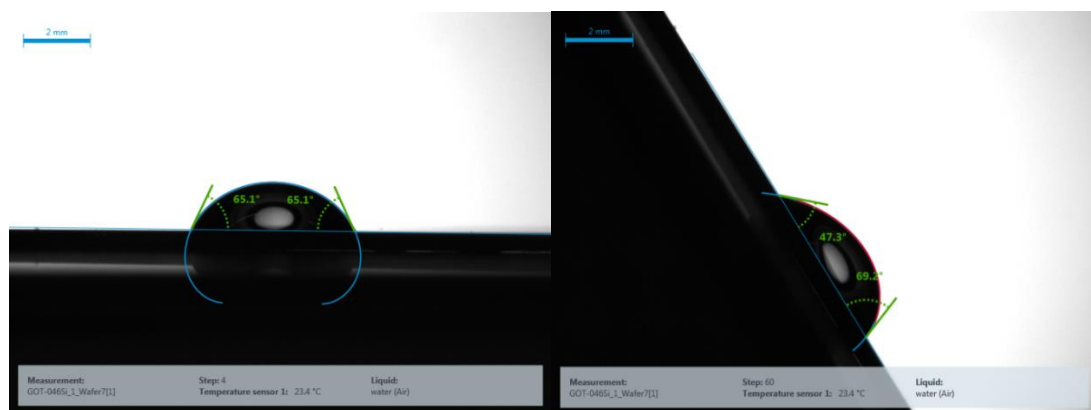 2 mm
65.1° 65.1°
Measurement: Step: 4 Liquid:
GOT-046Si_1_Wafer7[1] Temperature sensor 1: 23.4 °C water (Air)
2 mm
47.3°
69.2°
Measurement: Step: 60 Liquid:
GOT-046Si_1_Wafer7[1] Temperature sensor 1: 23.4 °C water (Air)